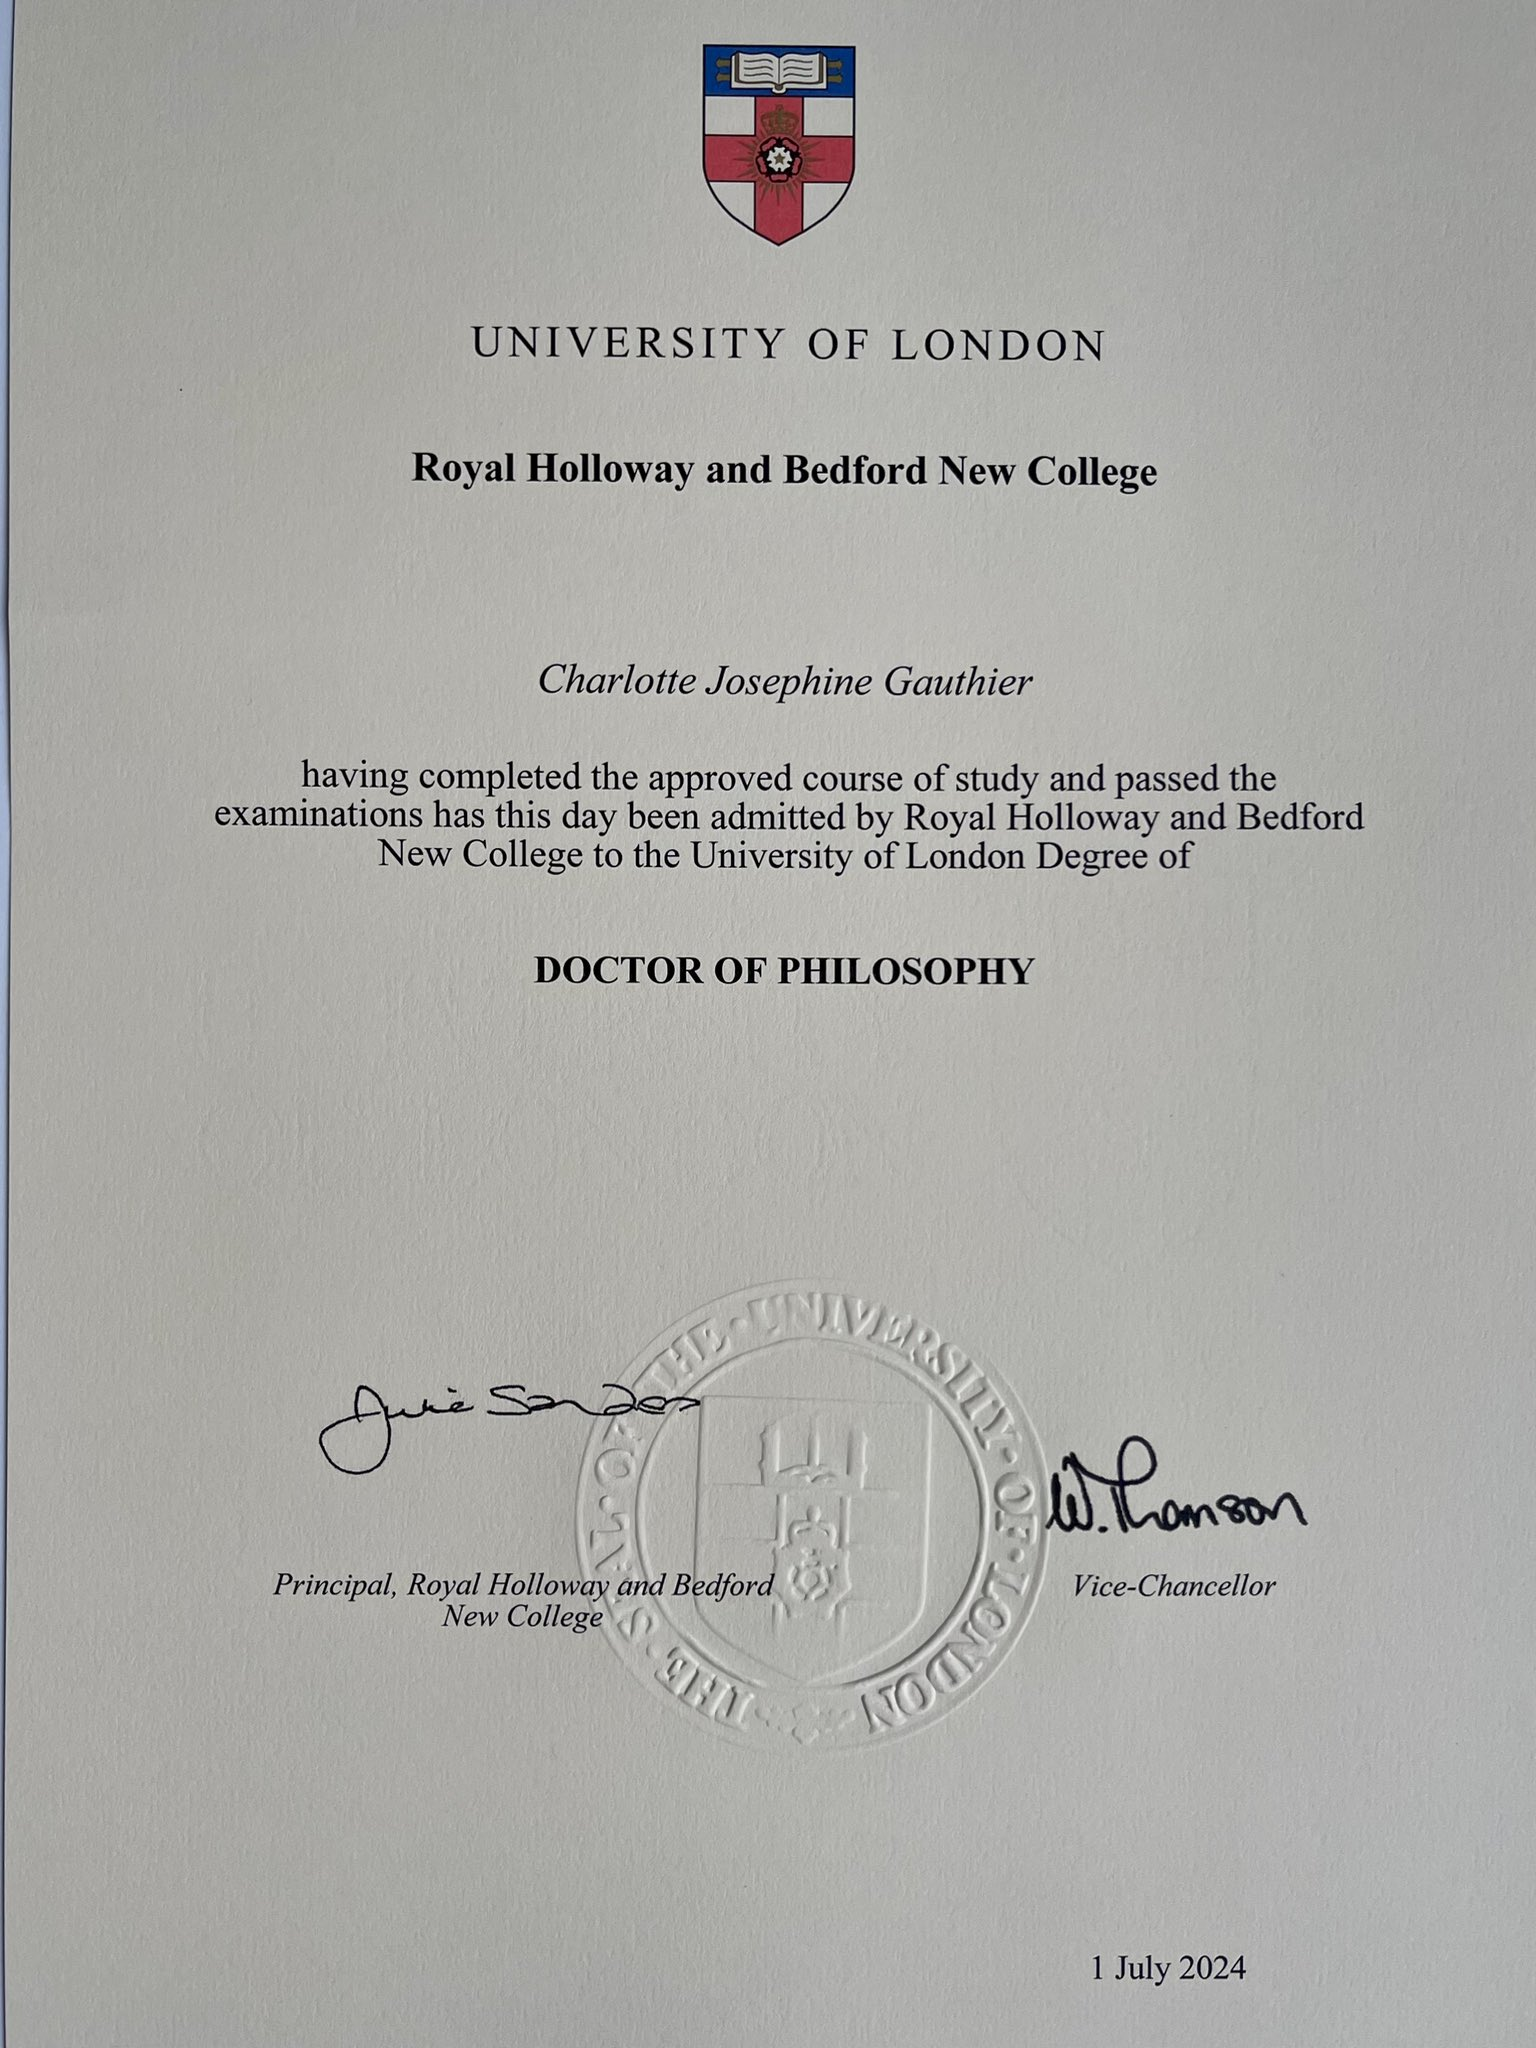 UNIVERSITY OF LONDON
Royal Holloway and Bedford New College
Charlotte Josephine Gauthier
having completed the approved course of study and passed the
examinations has this day been admitted by Royal Holloway and Bedford
New College to the University of London Degree of
DOCTOR OF PHILOSOPHY
THE · SEAL · OF · THE · UNIVERSITY · OF · LONDON
Julie Sanders
W. Thomson
Principal, Royal Holloway and Bedford
New College
Vice-Chancellor
1 July 2024